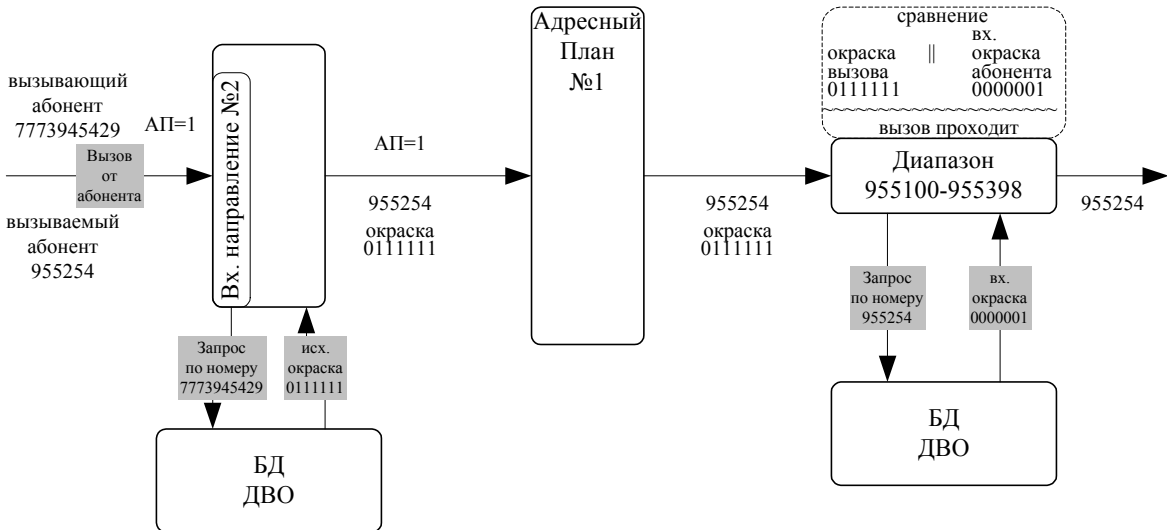 вызывающий
абонент
7773945429
АП=1
Вызов
от
абонента
вызываемый
абонент
955254
Вх. направление №2
Запрос
по номеру
7773945429
исх.
окраска
0111111
БД
ДВО
АП=1
955254
окраска
0111111
Адресный
План
№1
955254
окраска
0111111
сравнение
окраска
вызова
0111111
||
вх.
окраска
абонента
0000001
вызов проходит
Диапазон
955100-955398
955254
Запрос
по номеру
955254
вх.
окраска
0000001
БД
ДВО